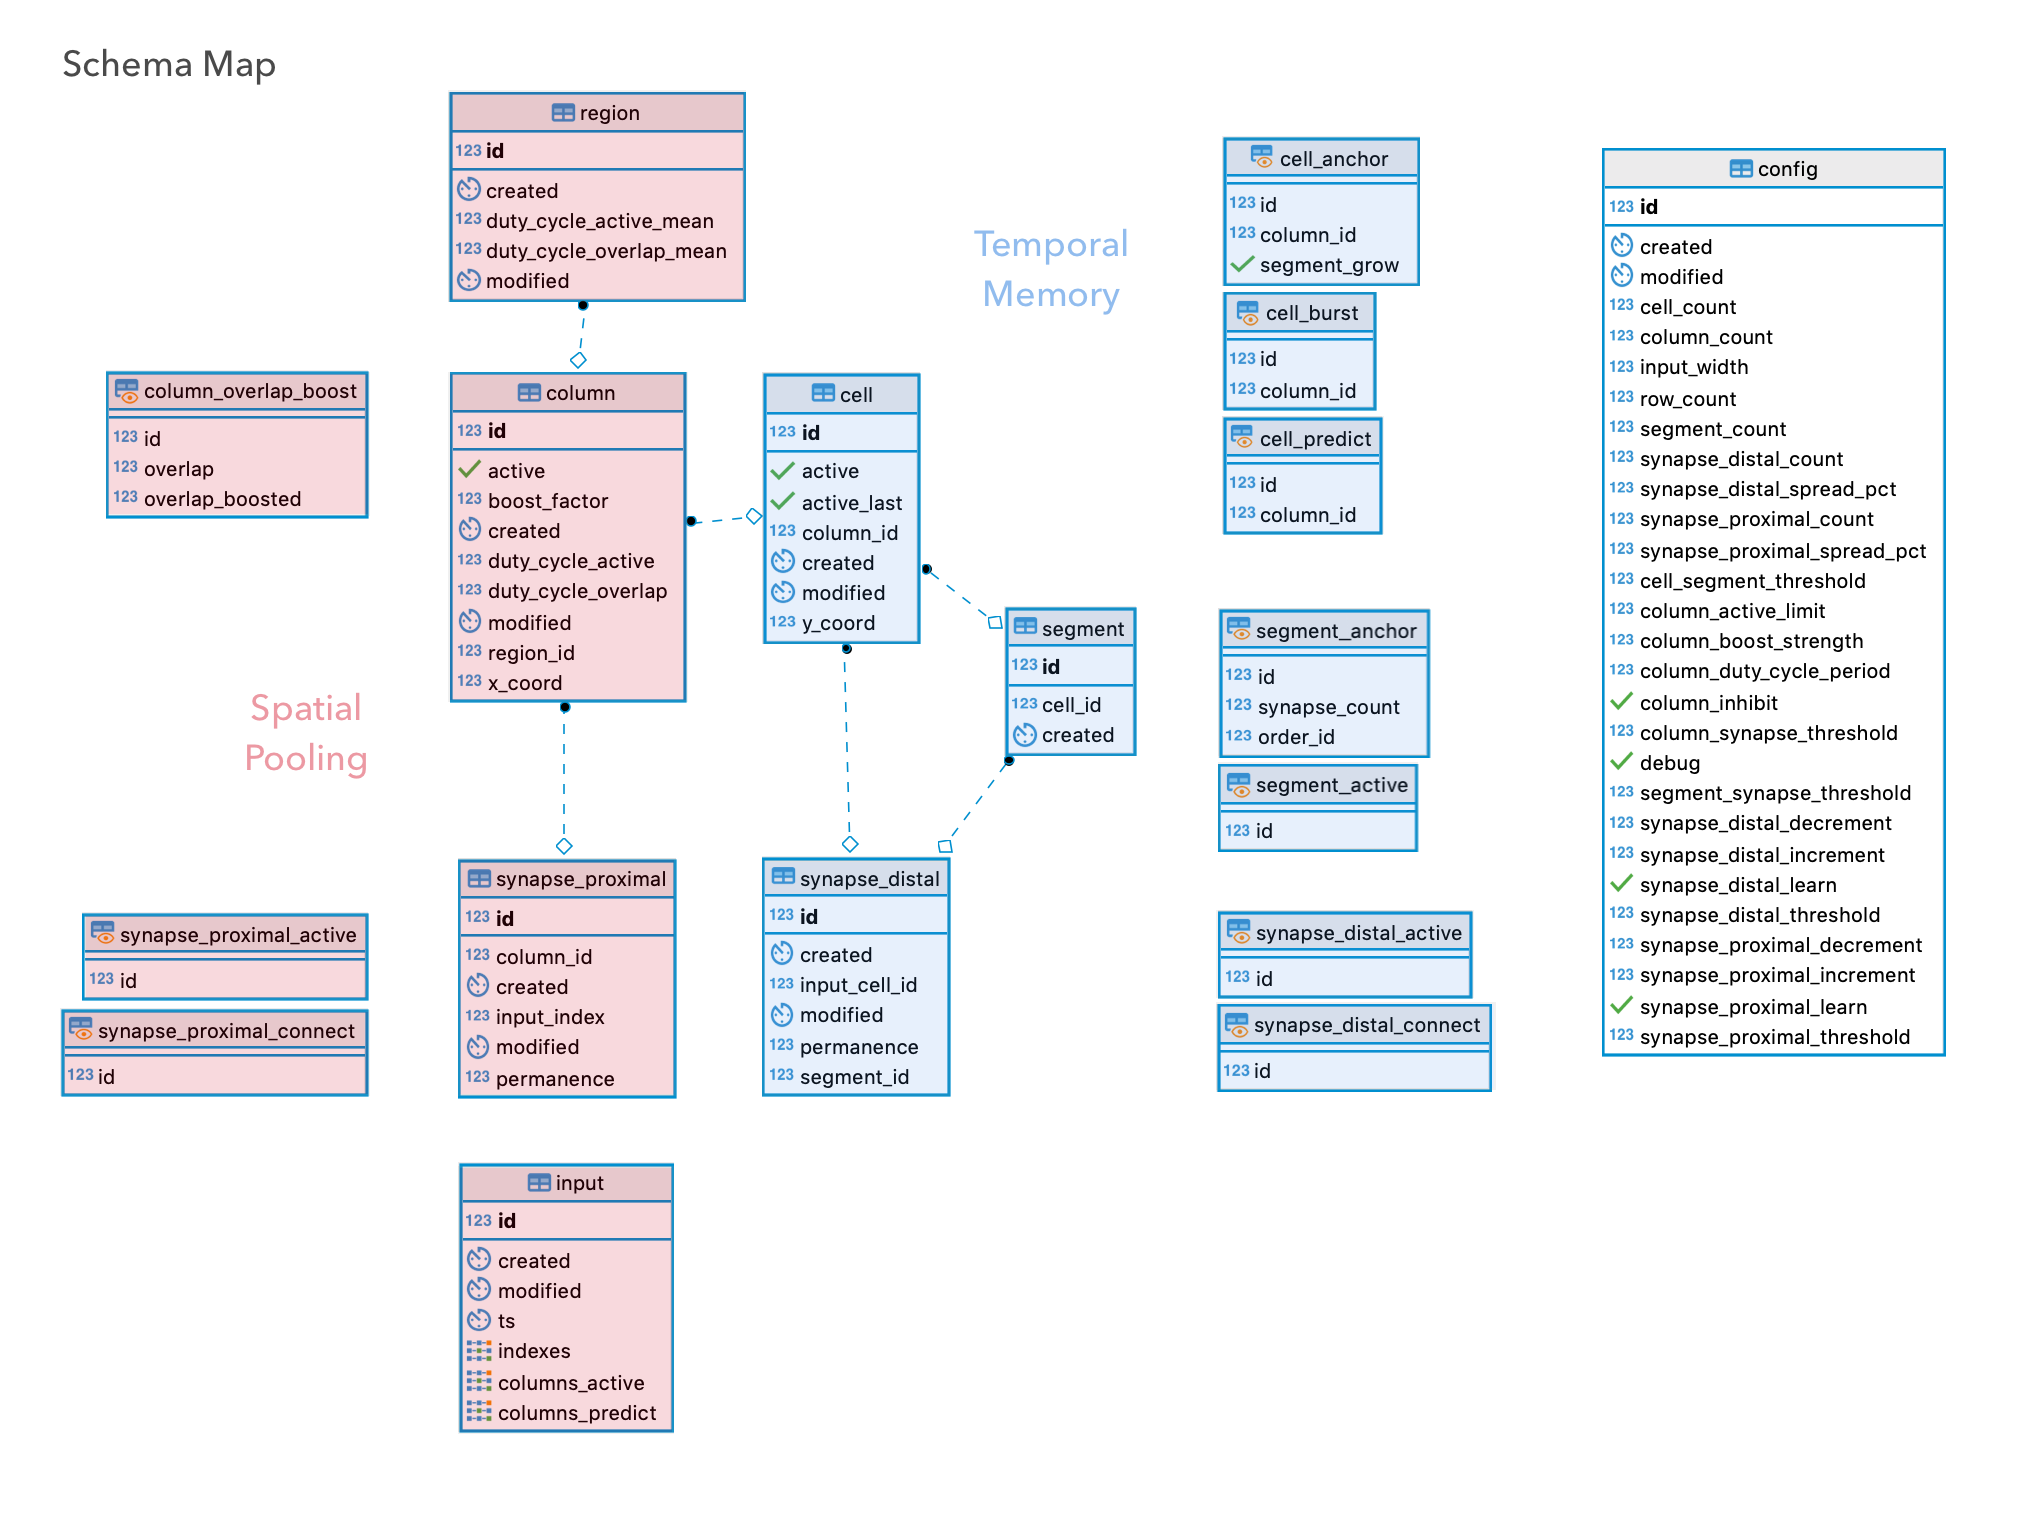 Schema Map
region
123 id
created
123 duty_cycle_active_mean
123 duty_cycle_overlap_mean
modified
column_overlap_boost
123 id
123 overlap
123 overlap_boosted
column
123 id
active
123 boost_factor
created
123 duty_cycle_active
123 duty_cycle_overlap
modified
123 region_id
123 x_coord
Spatial
Pooling
synapse_proximal_active
123 id
synapse_proximal_connect
123 id
synapse_proximal
123 id
123 column_id
created
123 input_index
modified
123 permanence
input
123 id
created
modified
ts
indexes
columns_active
columns_predict
Temporal
Memory
cell
123 id
active
active_last
123 column_id
created
modified
123 y_coord
segment
123 id
123 cell_id
created
synapse_distal
123 id
created
123 input_cell_id
modified
123 permanence
123 segment_id
cell_anchor
123 id
123 column_id
segment_grow
cell_burst
123 id
123 column_id
cell_predict
123 id
123 column_id
segment_anchor
123 id
123 synapse_count
123 order_id
segment_active
123 id
synapse_distal_active
123 id
synapse_distal_connect
123 id
config
123 id
created
modified
123 cell_count
123 column_count
123 input_width
123 row_count
123 segment_count
123 synapse_distal_count
123 synapse_distal_spread_pct
123 synapse_proximal_count
123 synapse_proximal_spread_pct
123 cell_segment_threshold
123 column_active_limit
123 column_boost_strength
123 column_duty_cycle_period
column_inhibit
123 column_synapse_threshold
debug
123 segment_synapse_threshold
123 synapse_distal_decrement
123 synapse_distal_increment
synapse_distal_learn
123 synapse_distal_threshold
123 synapse_proximal_decrement
123 synapse_proximal_increment
synapse_proximal_learn
123 synapse_proximal_threshold